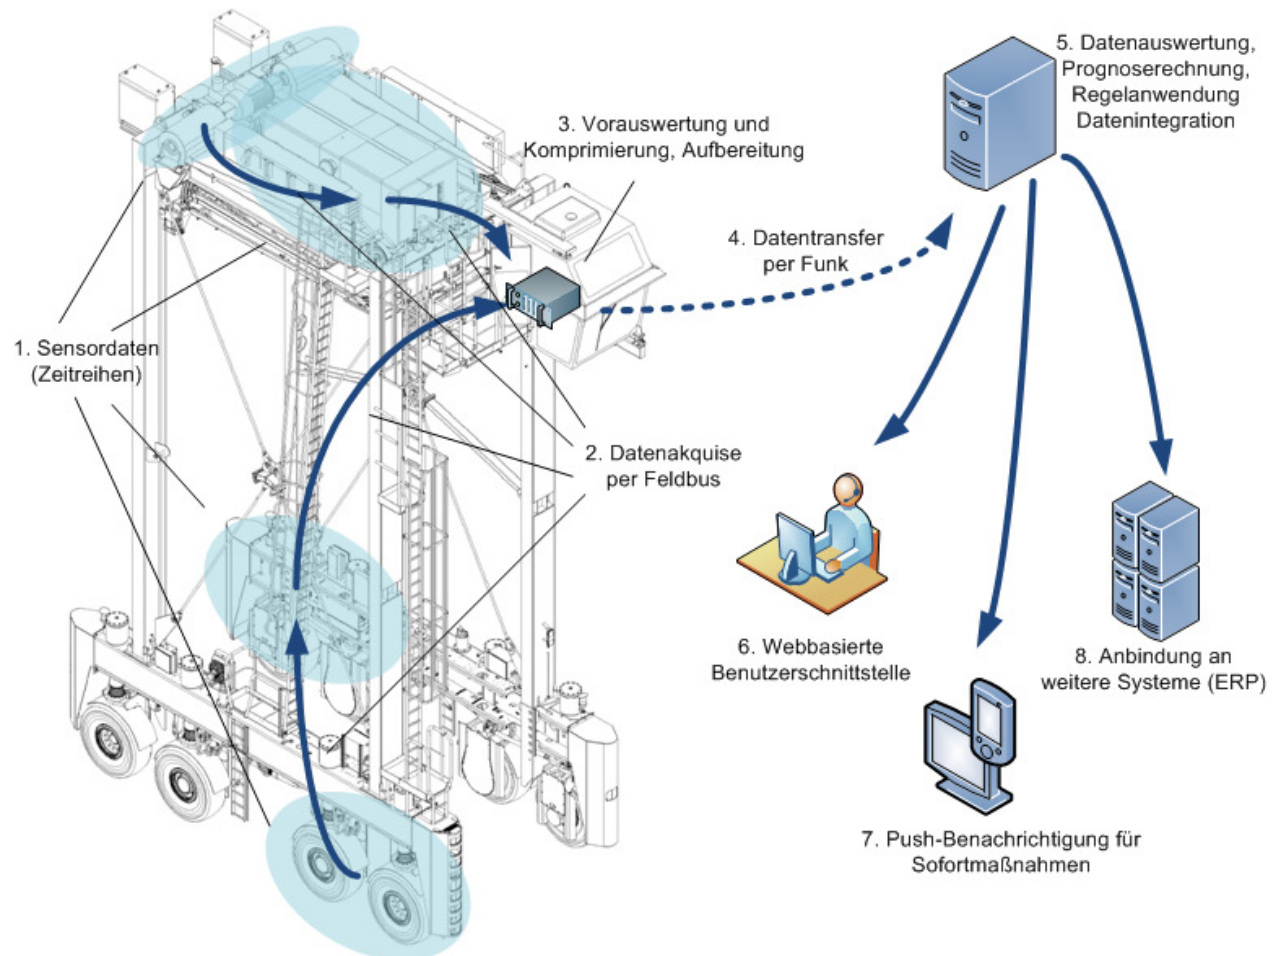 1. Sensordaten
(Zeitreihen)
2. Datenakquise
per Feldbus
3. Vorauswertung und
Komprimierung, Aufbereitung
4. Datentransfer
per Funk
5. Datenauswertung,
Prognoserechnung,
Regelanwendung
Datenintegration
6. Webbasierte
Benutzerschnittstelle
7. Push-Benachrichtigung für
Sofortmaßnahmen
8. Anbindung an
weitere Systeme (ERP)